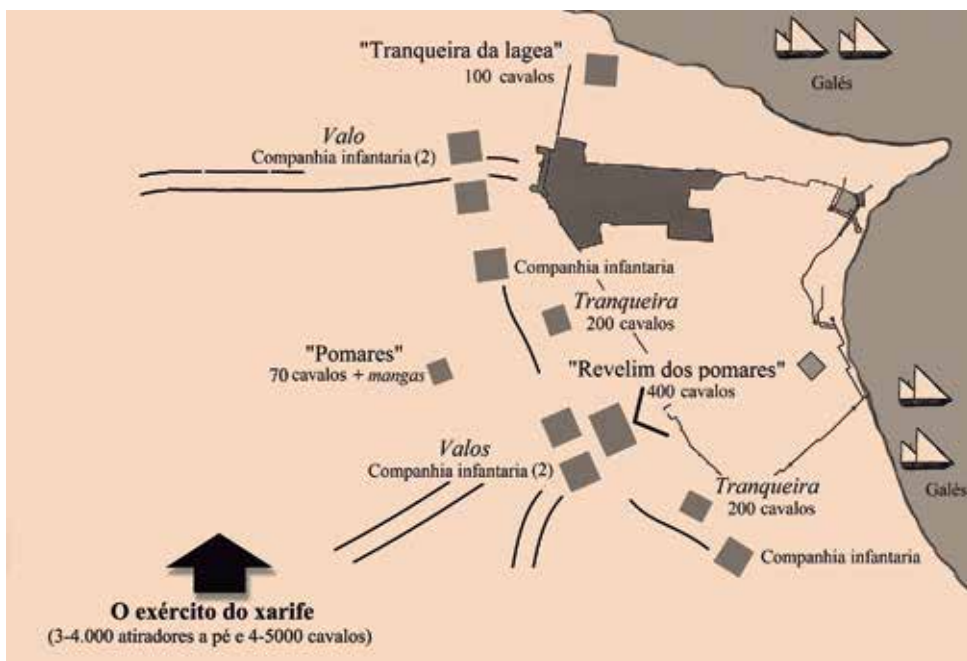 "Tranqueira da lagea"
100 cavalos
Galés
Valo
Companhia infantaria (2)
Companhia infantaria
Tranqueira
200 cavalos
"Pomares"
70 cavalos + mangas
"Revelim dos pomares"
400 cavalos
Valos
Companhia infantaria (2)
Galés
Tranqueira
200 cavalos
Companhia infantaria
O exército do xarife
(3-4.000 atiradores a pé e 4-5000 cavalos)